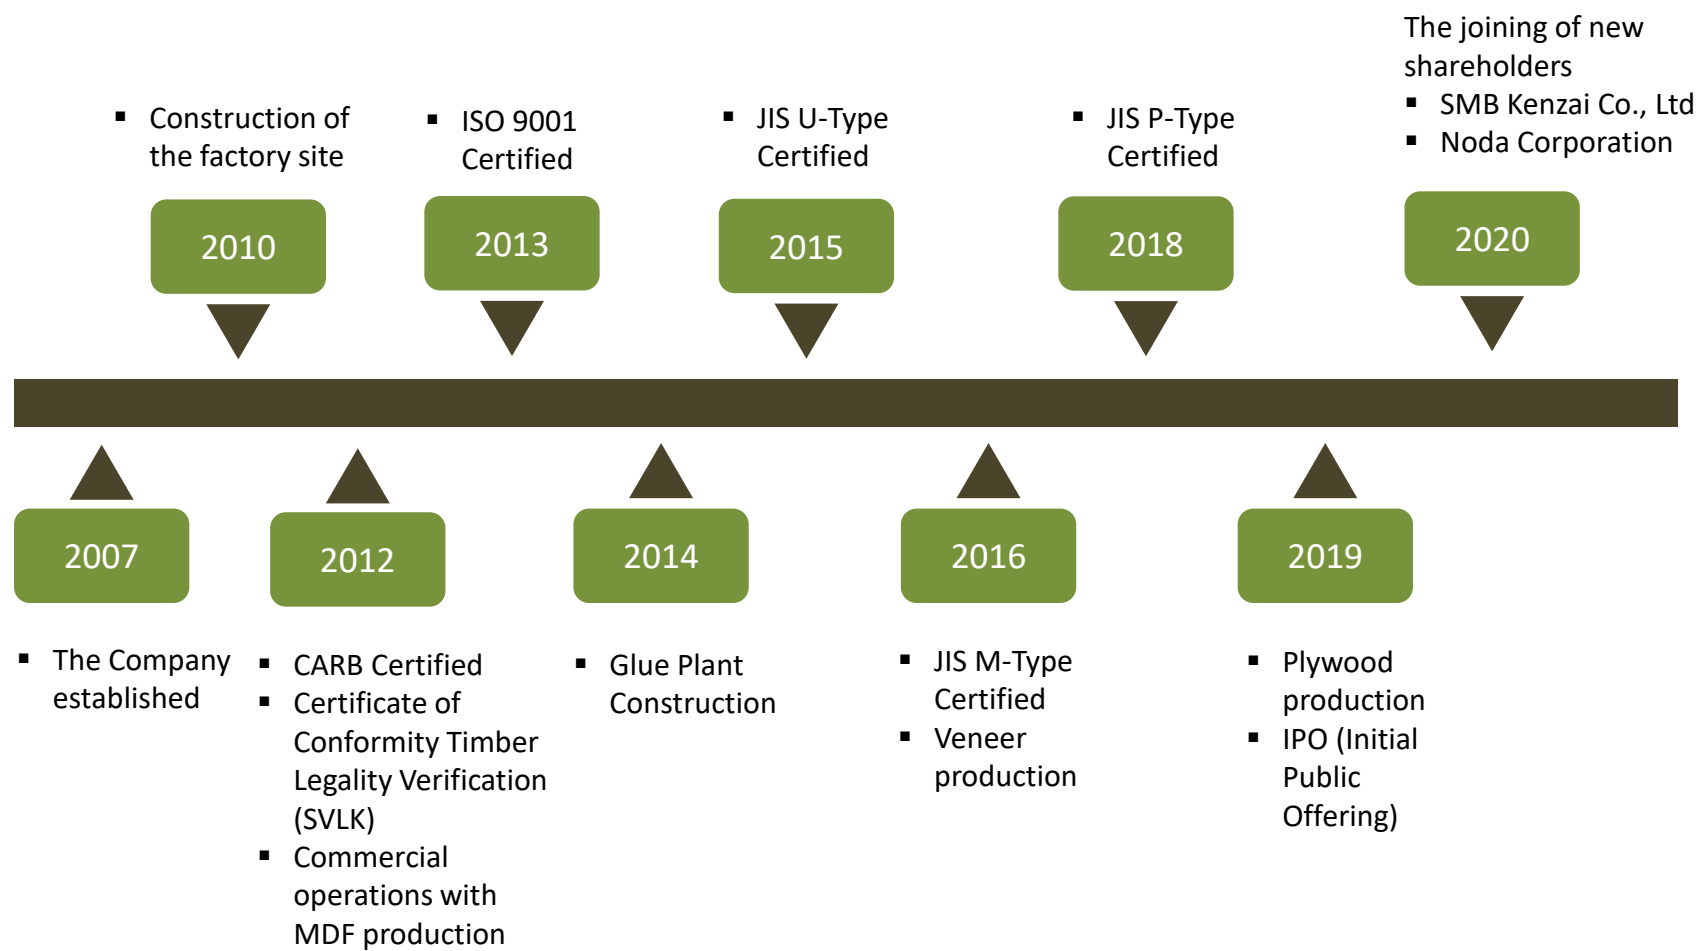 The joining of new
shareholders
▪ SMB Kenzai Co., Ltd
▪ Noda Corporation
▪ Construction of
the factory site
▪ ISO 9001
Certified
▪ JIS U-Type
Certified
▪ JIS P-Type
Certified
2010
2013
2015
2018
2020
2007
2012
2014
2016
2019
▪ The Company
established
▪ CARB Certified
▪ Certificate of
Conformity Timber
Legality Verification
(SVLK)
▪ Commercial
operations with
MDF production
▪ Glue Plant
Construction
▪ JIS M-Type
Certified
▪ Veneer
production
▪ Plywood
production
▪ IPO (Initial
Public
Offering)